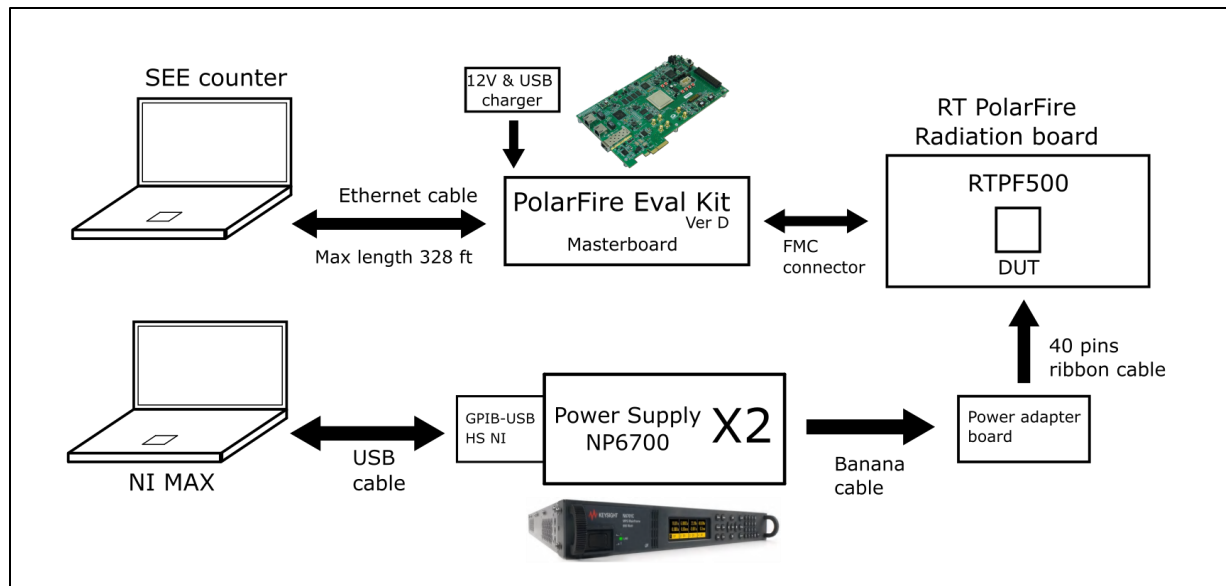 SEE counter
12V & USB
charger
RT PolarFire
Radiation board
Ethernet cable
Max length 328 ft
PolarFire Eval Kit
Ver D
Masterboard
FMC
connector
RTPF500
DUT
40 pins
ribbon cable
NI MAX
USB
cable
GPIB-USB
HS NI
Power Supply
NP6700
X2
Banana
cable
Power adapter
board
KEYSIGHT